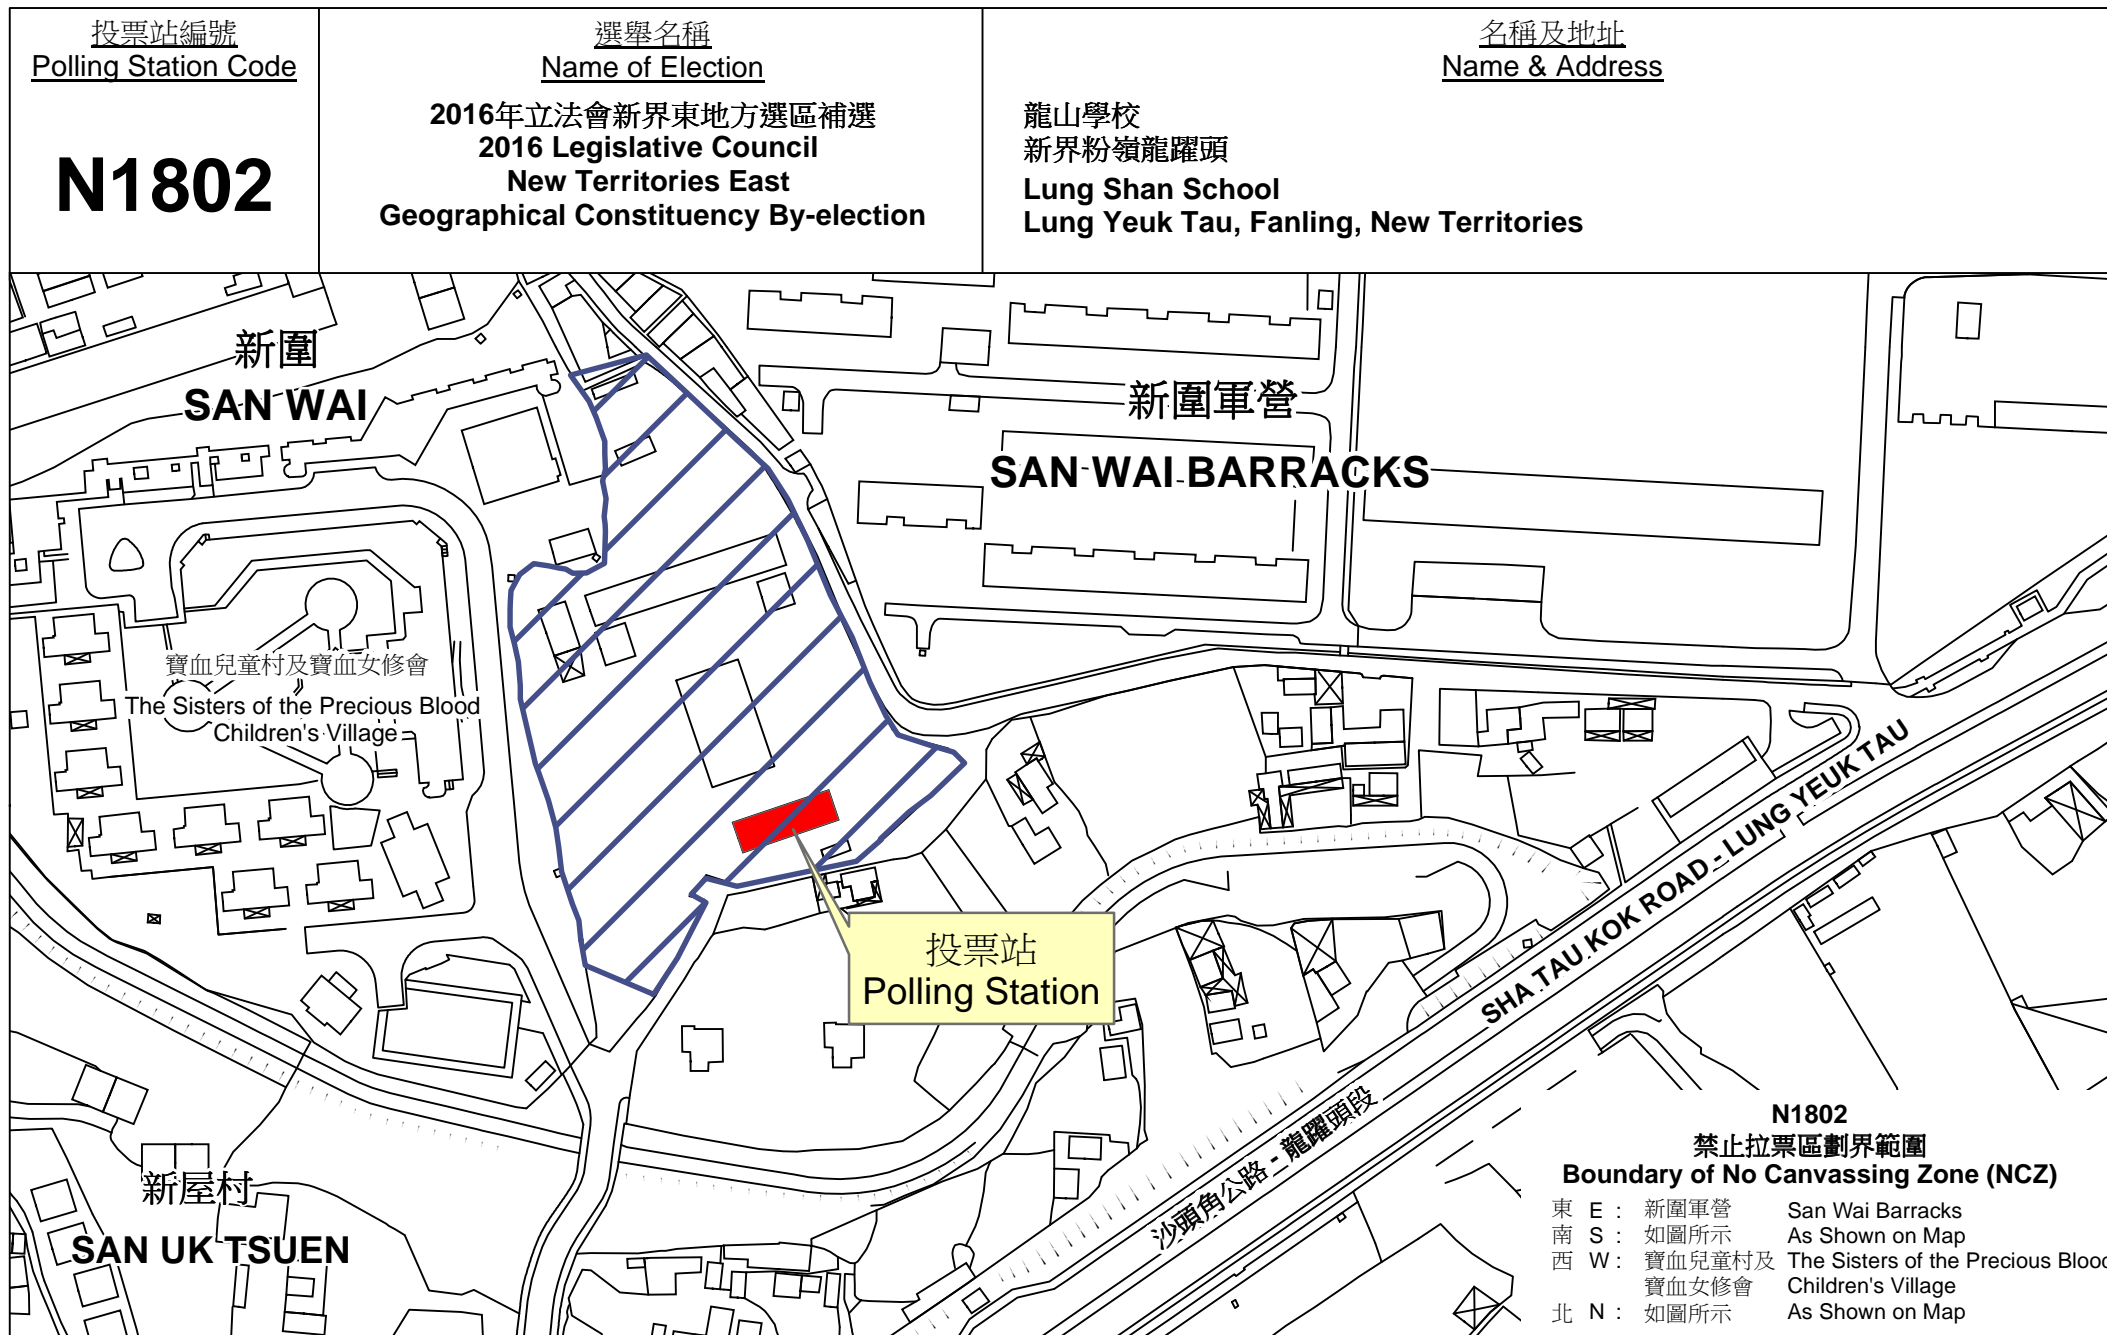 投票站編號
Polling Station Code
N1802
選舉名稱
Name of Election
2016年立法會新界東地方選區補選
2016 Legislative Council
New Territories East
Geographical Constituency By-election
名稱及地址
Name & Address
龍山學校
新界粉嶺龍躍頭
Lung Shan School
Lung Yeuk Tau, Fanling, New Territories
新圍
SAN WAI
新圍軍營
SAN WAI BARRACKS
寶血兒童村及寶血女修會
The Sisters of the Precious Blood
Children's Village
投票站
Polling Station
SHA TAU KOK ROAD - LUNG YEUK TAU
沙頭角公路 - 龍躍頭段
新屋村
SAN UK TSUEN
N1802
禁止拉票區劃界範圍
Boundary of No Canvassing Zone (NCZ)
東 E : 新圍軍營 San Wai Barracks
南 S : 如圖所示 As Shown on Map
西 W : 寶血兒童村及 The Sisters of the Precious Blood
寶血女修會 Children's Village
北 N : 如圖所示 As Shown on Map